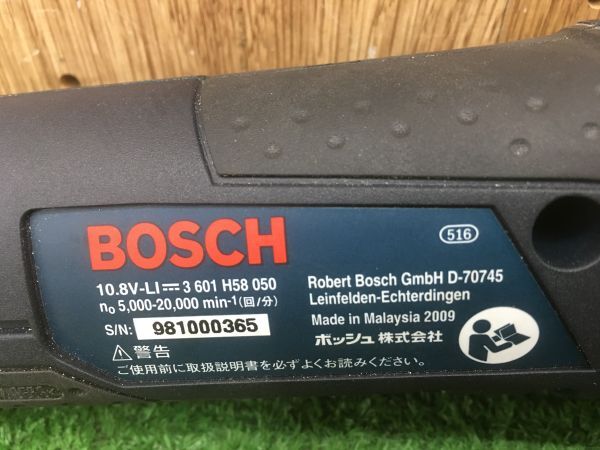 BOSCH
516
10.8V-LI⎓ 3 601 H58 050
n₀ 5,000-20,000 min⁻¹(回/分)
S/N: 981000365
⚠警告
ご使用前に取扱説明書を必ずよくお読みください。
Robert Bosch GmbH D-70745
Leinfelden-Echterdingen
Made in Malaysia 2009
ボッシュ株式会社